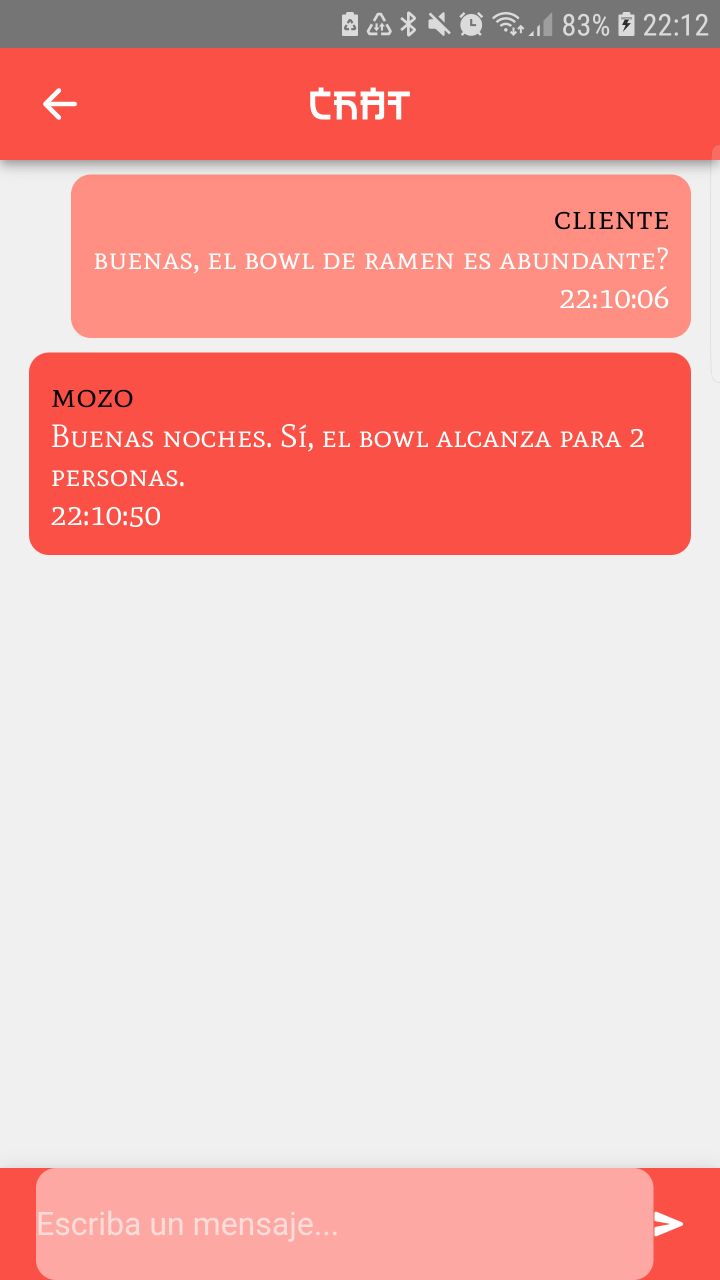 83% 22:12
CHAT
CLIENTE
BUENAS, EL BOWL DE RAMEN ES ABUNDANTE?
22:10:06
MOZO
BUENAS NOCHES. SÍ, EL BOWL ALCANZA PARA 2
PERSONAS.
22:10:50
Escriba un mensaje...